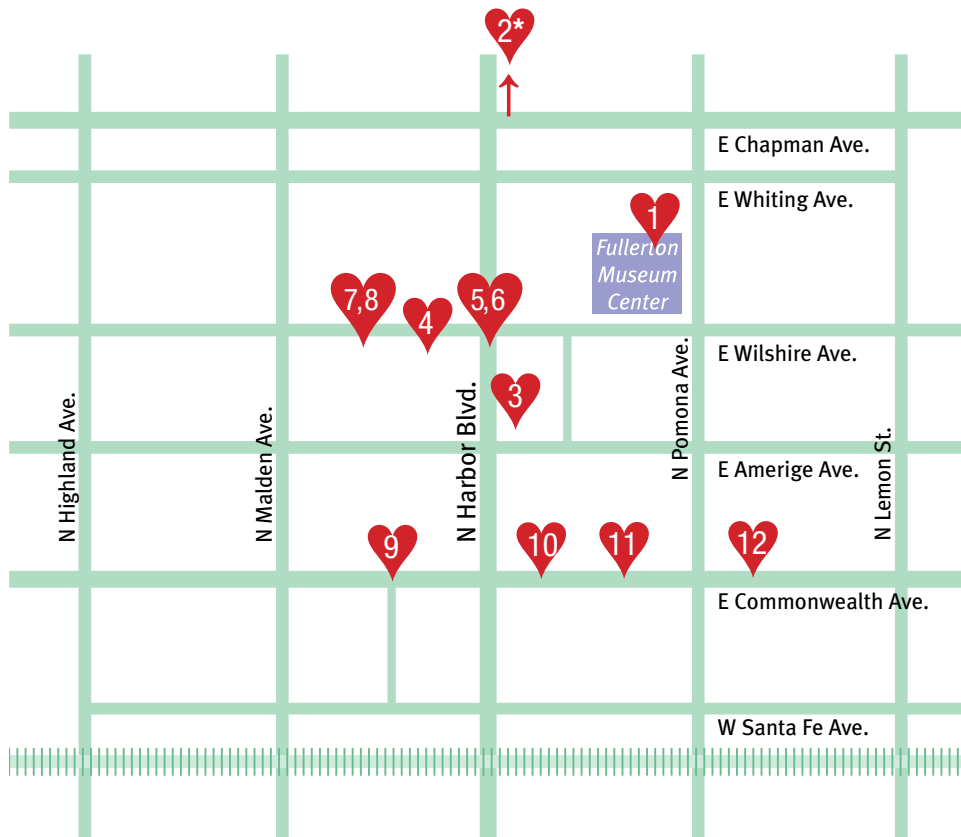 2*
E Chapman Ave.
E Whiting Ave.
1
Fullerton
Museum
Center
7,8
4
5,6
E Wilshire Ave.
3
N Highland Ave.
N Malden Ave.
N Harbor Blvd.
N Pomona Ave.
N Lemon St.
E Amerige Ave.
9
10
11
12
E Commonwealth Ave.
W Santa Fe Ave.